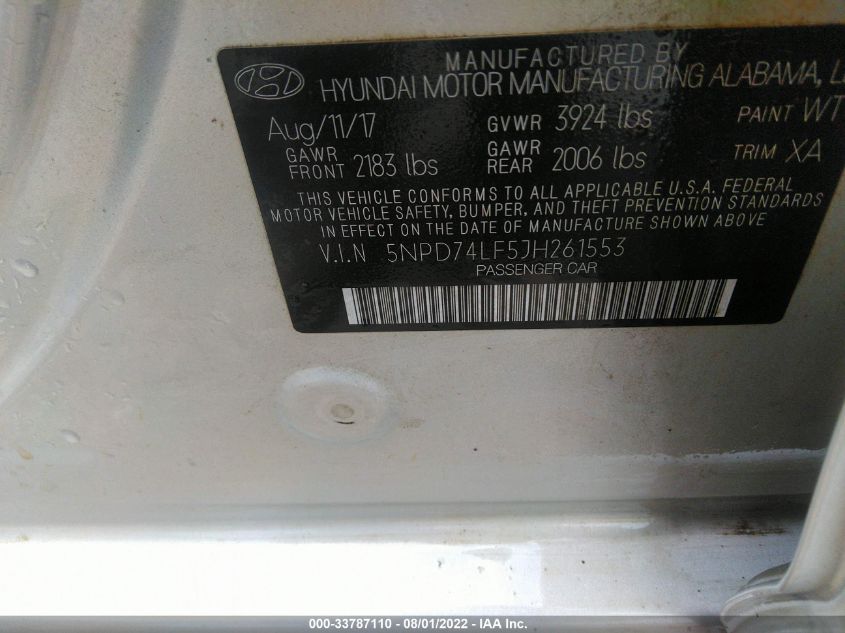 MANUFACTURED BY
HYUNDAI MOTOR MANUFACTURING ALABAMA,
Aug/11/17 GVWR 3924 lbs PAINT WT
GAWR FRONT 2183 lbs GAWR REAR 2006 lbs TRIM XA
THIS VEHICLE CONFORMS TO ALL APPLICABLE U.S.A. FEDERAL
MOTOR VEHICLE SAFETY, BUMPER, AND THEFT PREVENTION STANDARDS
IN EFFECT ON THE DATE OF MANUFACTURE SHOWN ABOVE
V.I.N 5NPD74LF5JH261553
PASSENGER CAR
000-33787110 - 08/01/2022 - IAA Inc.